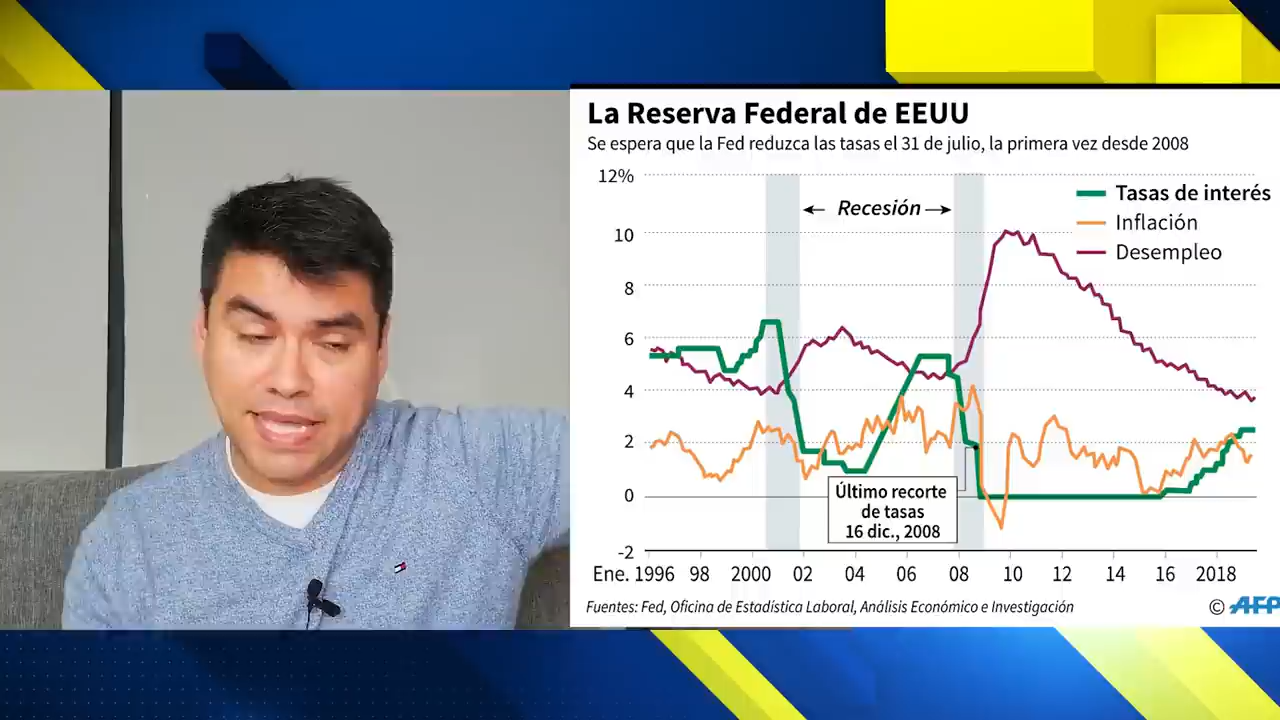 La Reserva Federal de EEUU
Se espera que la Fed reduzca las tasas el 31 de julio, la primera vez desde 2008
12%
10
8
6
4
2
0
-2
← Recesión →
Tasas de interés
Inflación
Desempleo
Último recorte
de tasas
16 dic., 2008
Ene. 1996 98 2000 02 04 06 08 10 12 14 16 2018
Fuentes: Fed, Oficina de Estadística Laboral, Análisis Económico e Investigación
© AFP